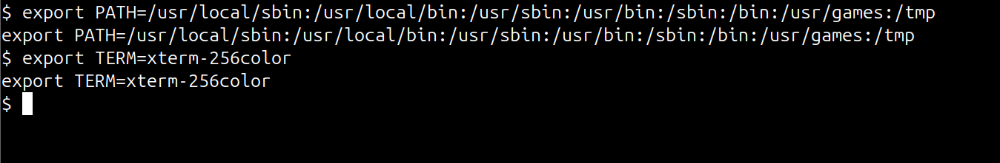 $ export PATH=/usr/local/sbin:/usr/local/bin:/usr/sbin:/usr/bin:/sbin:/bin:/usr/games:/tmp
export PATH=/usr/local/sbin:/usr/local/bin:/usr/sbin:/usr/bin:/sbin:/bin:/usr/games:/tmp
$ export TERM=xterm-256color
export TERM=xterm-256color
$